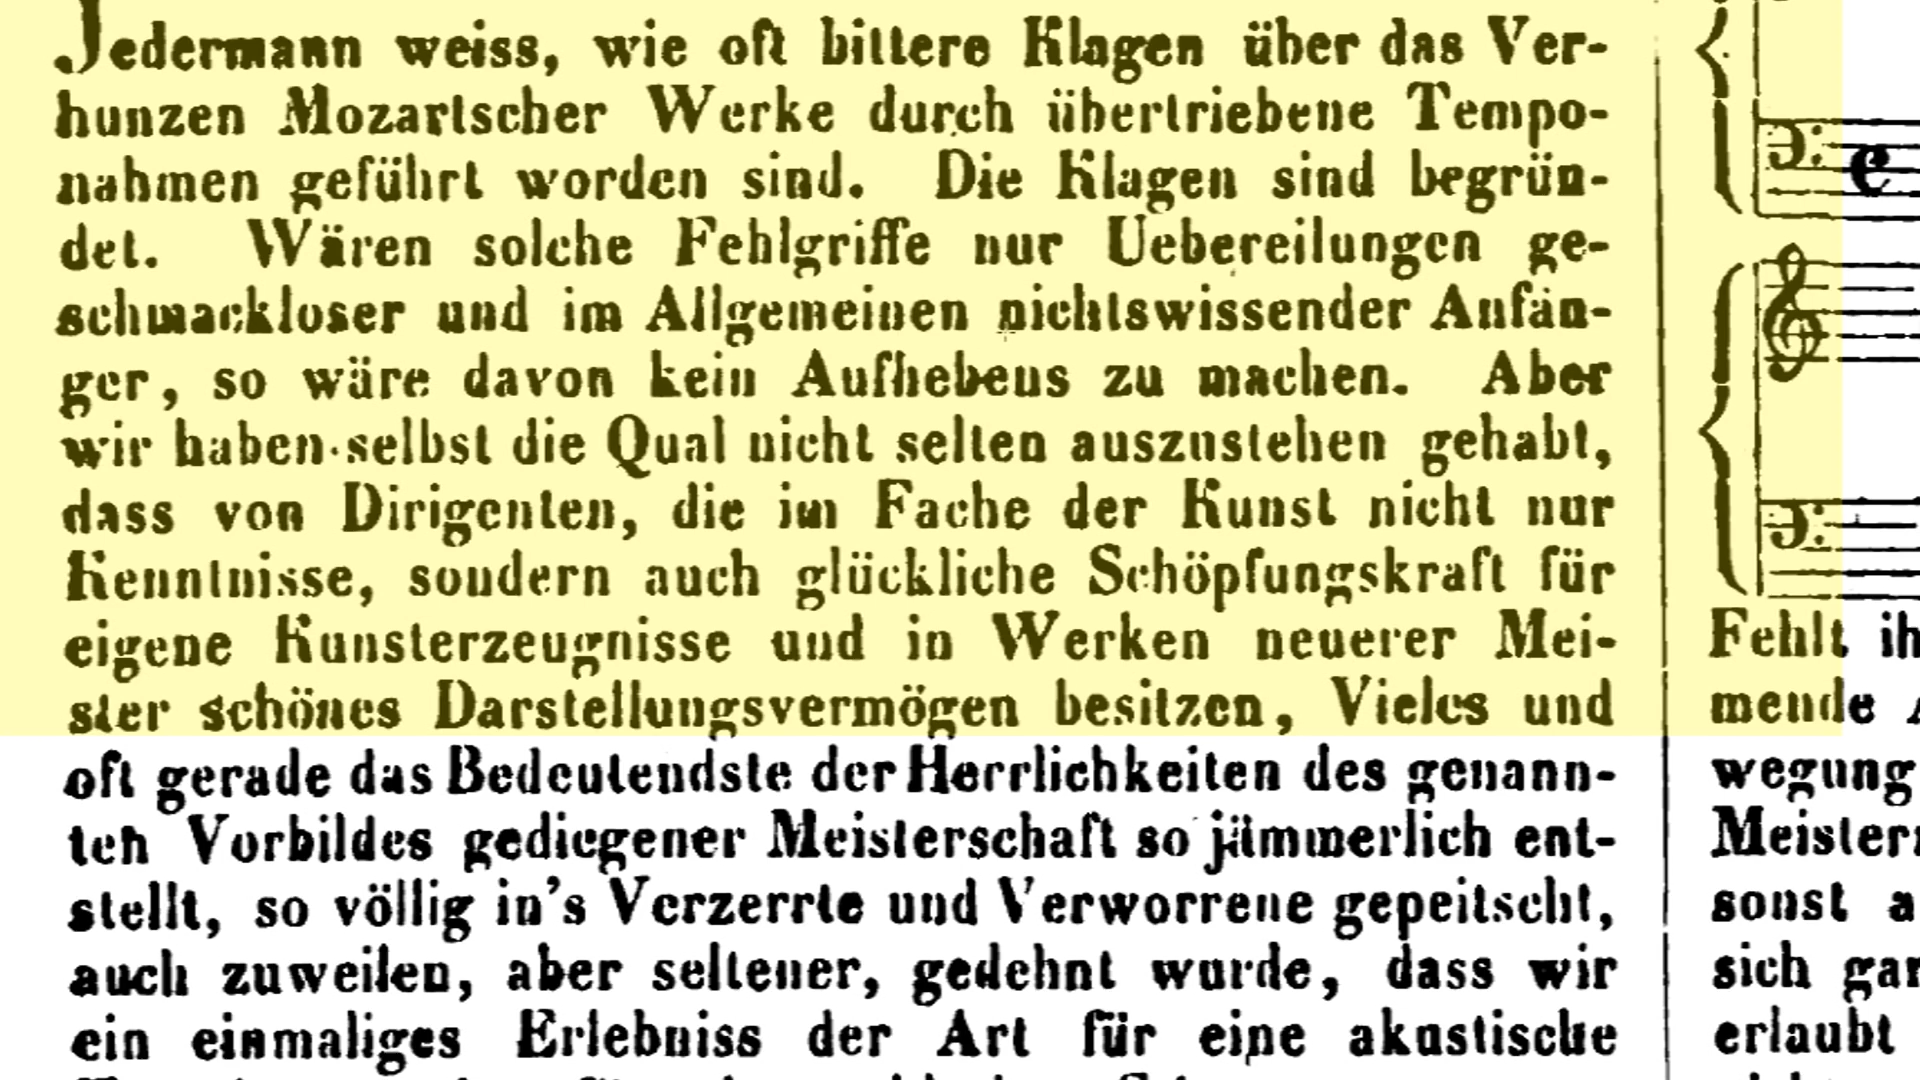 Jedermann weiss, wie oft bittere Klagen über das Ver-
hunzen Mozartscher Werke durch übertriebene Tempo-
nahmen geführt worden sind. Die Klagen sind begrün-
det. Wären solche Fehlgriffe nur Uebereilungen ge-
schmackloser und im Allgemeinen nichtswissender Anfän-
ger, so wäre davon kein Aufhebens zu machen. Aber
wir haben selbst die Qual nicht selten auszustehen gehabt,
dass von Dirigenten, die im Fache der Kunst nicht nur
Kenntnisse, sondern auch glückliche Schöpfungskraft für
eigene Kunsterzeugnisse und in Werken neuerer Mei-
ster schönes Darstellungsvermögen besitzen, Vieles und
oft gerade das Bedeutendste der Herrlichkeiten des genann-
ten Vorbildes gediegener Meisterschaft so jämmerlich ent-
stellt, so völlig in's Verzerrte und Verworrene gepeitscht,
auch zuweilen, aber seltener, gedehnt wurde, dass wir
ein einmaliges Erlebniss der Art für eine akustische
Fehlt ih
mende
wegung
Meister
sonst a
sich gar
erlaubt